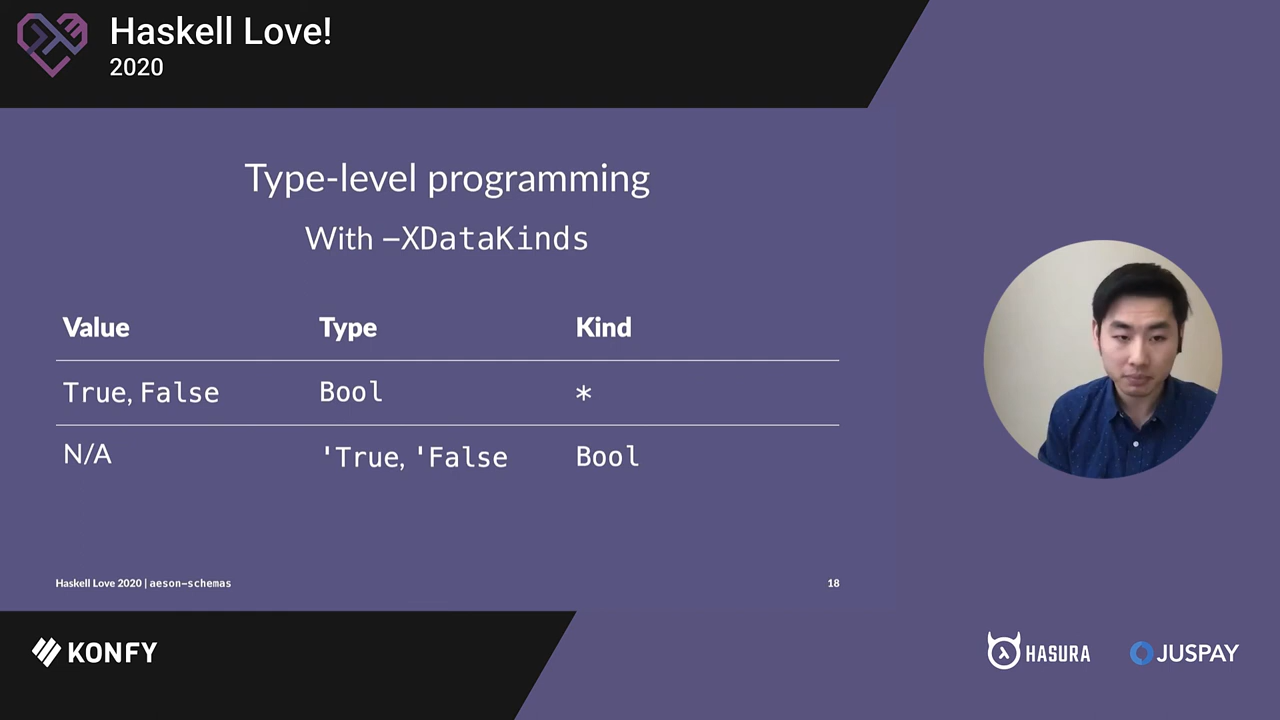 Haskell Love!
2020
Type-level programming
With -XDataKinds
Value Type Kind
True, False Bool *
N/A 'True, 'False Bool
Haskell Love 2020 | aeson-schemas 18
KONFY
HASURA JUSPAY